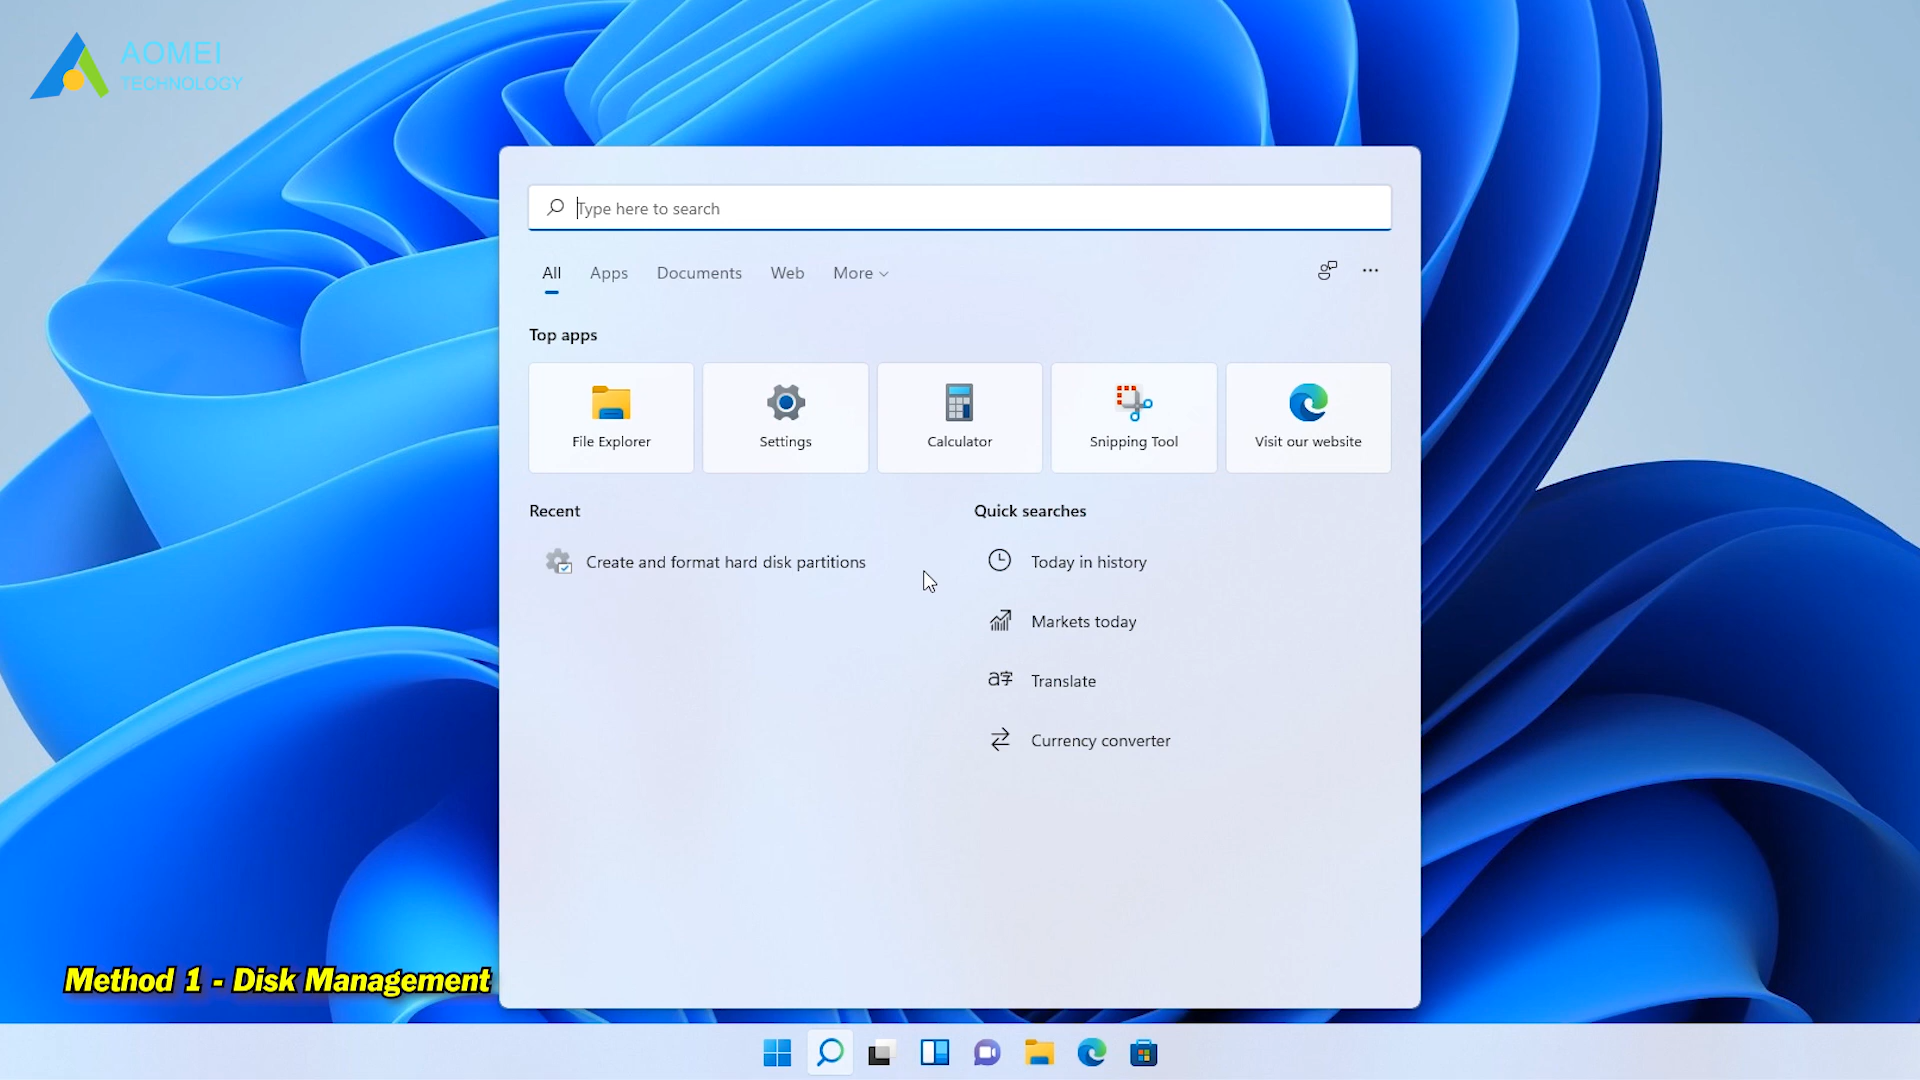 AOMEI
TECHNOLOGY
Type here to search
All
Apps
Documents
Web
More
Top apps
File Explorer
Settings
Calculator
Snipping Tool
Visit our website
Recent
Create and format hard disk partitions
Quick searches
Today in history
Markets today
Translate
Currency converter
Method 1 - Disk Management